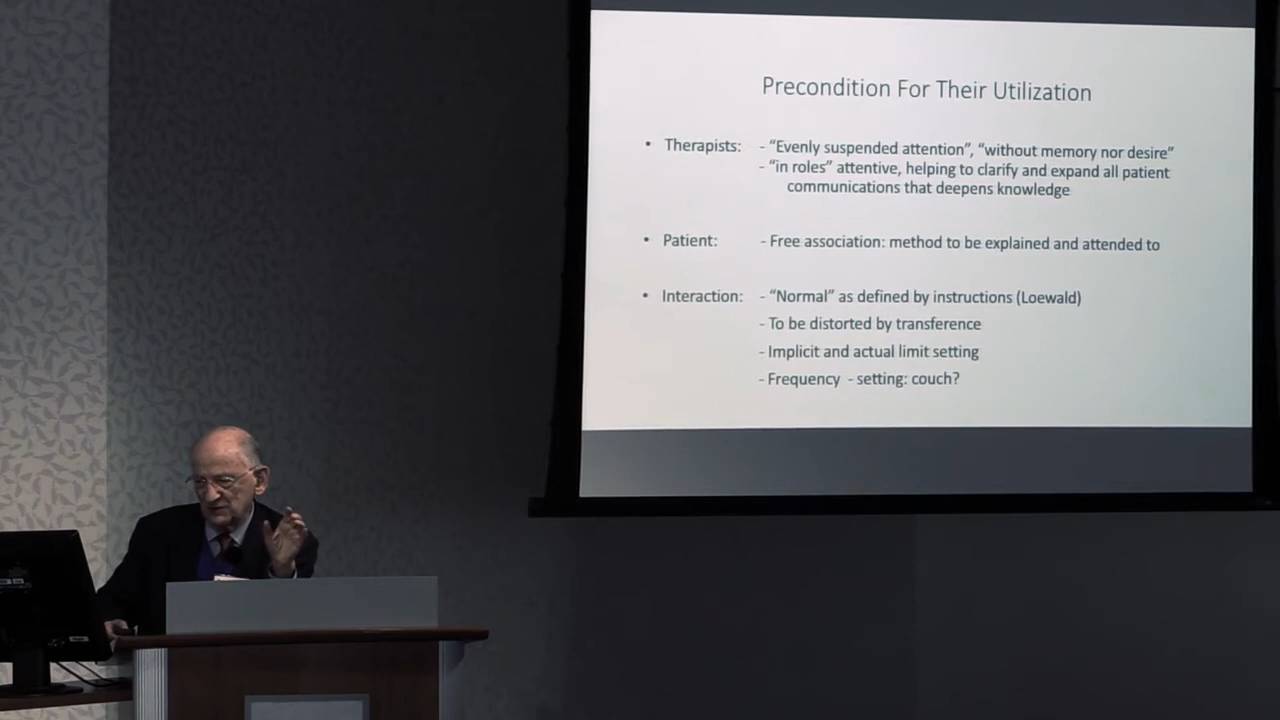 Precondition For Their Utilization
• Therapists: - “Evenly suspended attention”, “without memory nor desire”
- “in roles” attentive, helping to clarify and expand all patient
communications that deepens knowledge
• Patient: - Free association: method to be explained and attended to
• Interaction: - “Normal” as defined by instructions (Loewald)
- To be distorted by transference
- Implicit and actual limit setting
- Frequency - setting: couch?